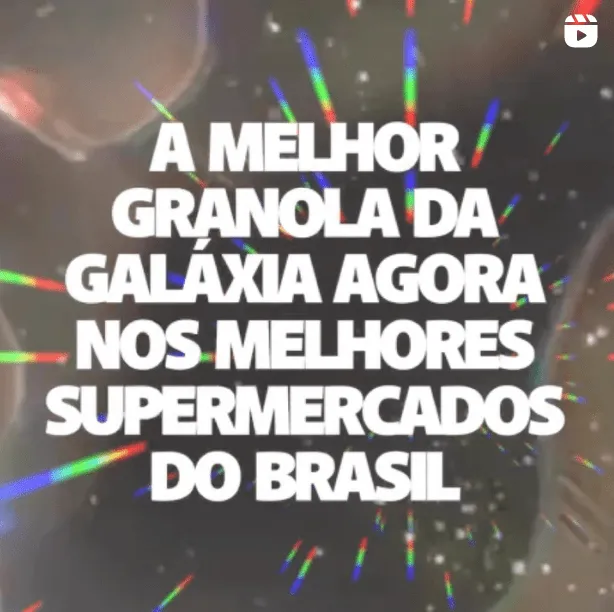 A MELHOR
GRANOLA DA
GALÁXIA AGORA
NOS MELHORES
SUPERMERCADOS
DO BRASIL